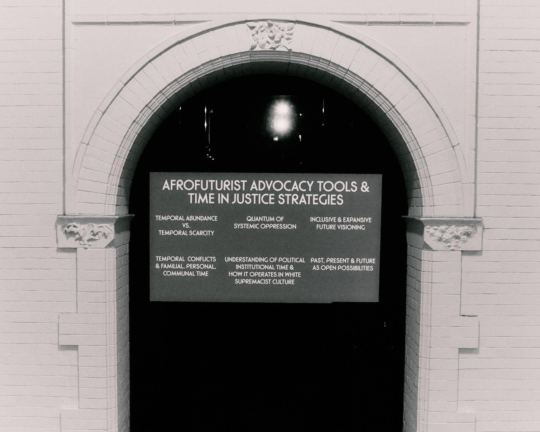 AFROFUTURIST ADVOCACY TOOLS &
TIME IN JUSTICE STRATEGIES
TEMPORAL ABUNDANCE
VS.
TEMPORAL SCARCITY
QUANTUM OF
SYSTEMIC OPPRESSION
INCLUSIVE & EXPANSIVE
FUTURE VISIONING
TEMPORAL CONFLICTS
& FAMILIAL, PERSONAL,
COMMUNAL TIME
UNDERSTANDING OF POLITICAL
INSTITUTIONAL TIME &
HOW IT OPERATES IN WHITE
SUPREMACIST CULTURE
PAST, PRESENT & FUTURE
AS OPEN POSSIBILITIES